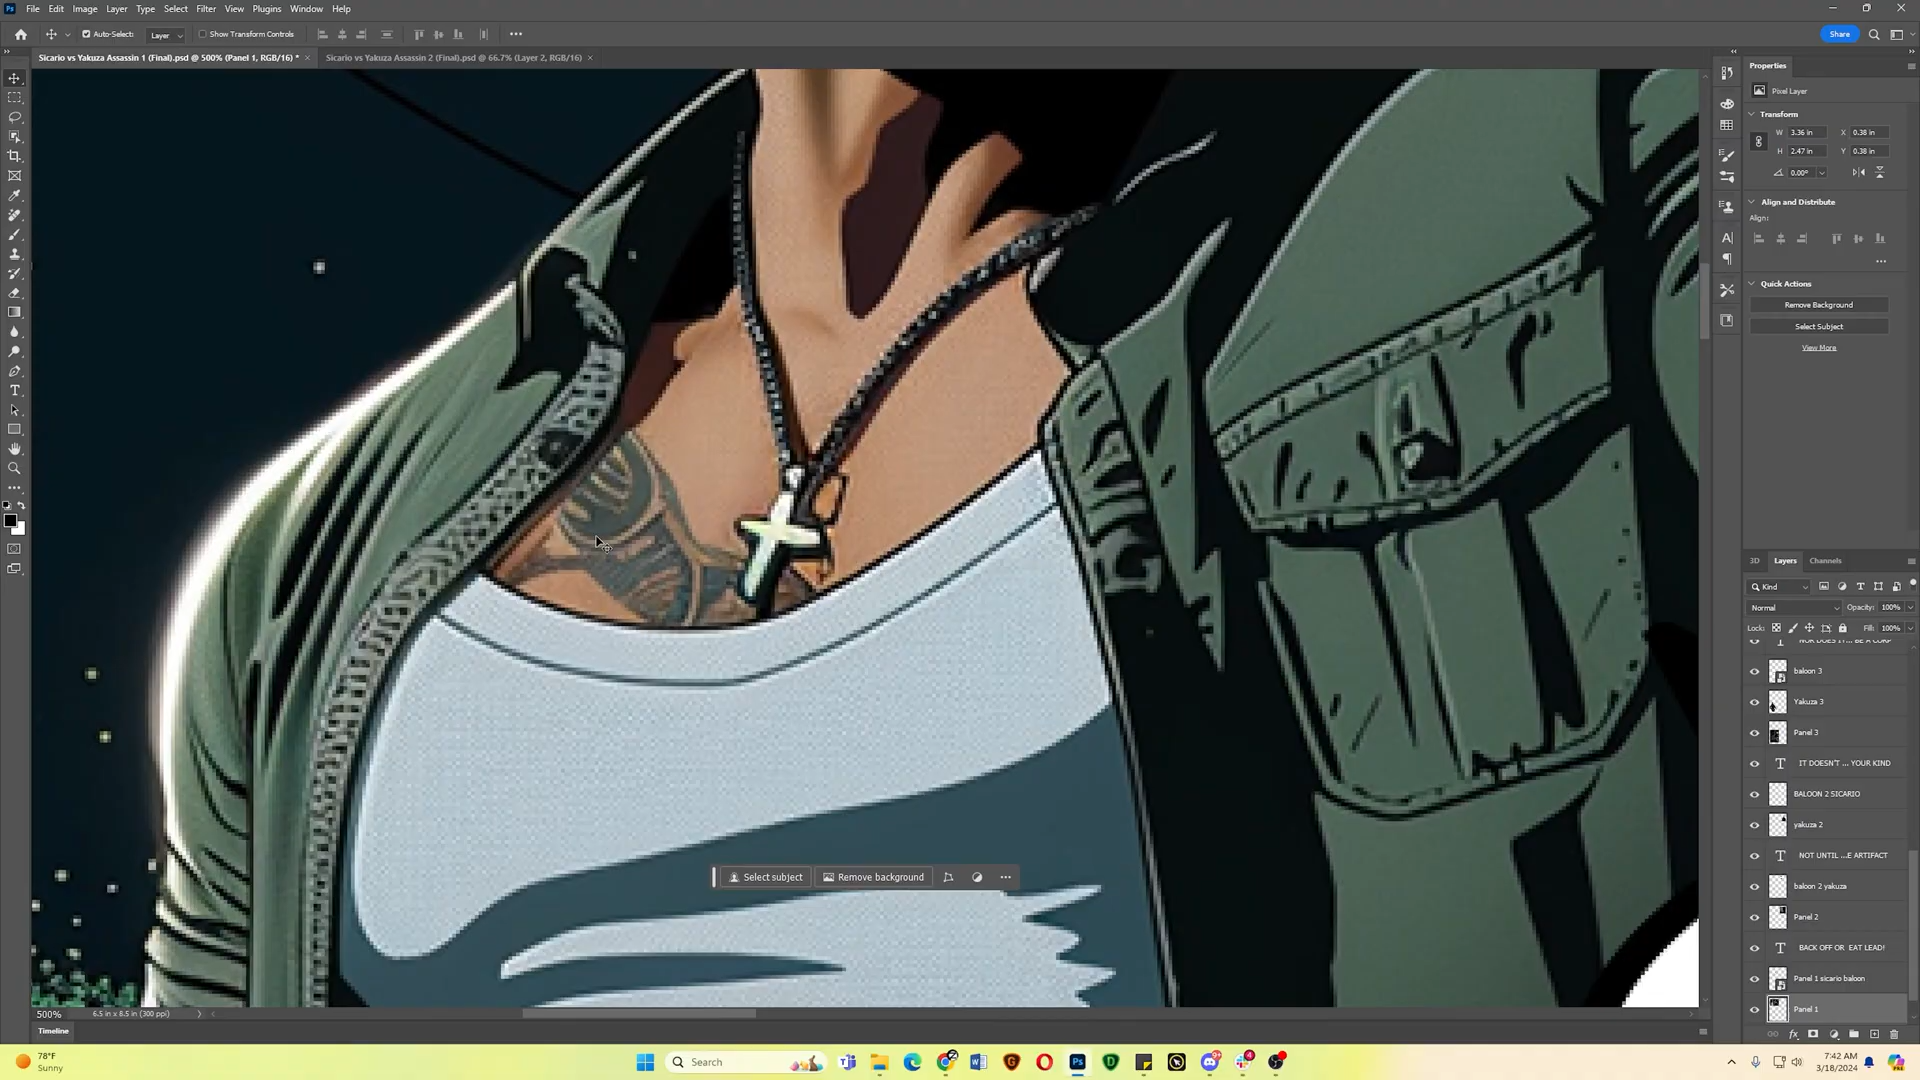 File Edit Image Layer Type Select Filter View Plugins Window Help
Auto-Select: Layer Show Transform Controls Share
Sicario vs Yakuza Assassin 1 (Final).psd @ 500% (Panel 1, RGB/16) * Sicario vs Yakuza Assassin 2 (Final).psd @ 66.7% (Layer 2, RGB/16)
Properties
Pixel Layer
Transform
W 3.36 in X 0.38 in
H 2.47 in Y 0.38 in
0.00°
Align and Distribute
Align:
Quick Actions
Remove Background
Select Subject
View More
3D Layers Channels
Kind
Normal Opacity: 100%
Lock: Fill: 100%
NOR DOES IT... BE A CORP
baloon 3
Yakuza 3
Panel 3
IT DOESN'T ... YOUR KIND
BALOON 2 SICARIO
yakuza 2
NOT UNTIL ...E ARTIFACT
baloon 2 yakuza
Panel 2
BACK OFF OR EAT LEAD!
Panel 1 sicario baloon
Panel 1
Select subject Remove background
500% 6.5 in x 8.5 in (300 ppi)
Timeline
78°F
Sunny
Search
7:42 AM
3/18/2024